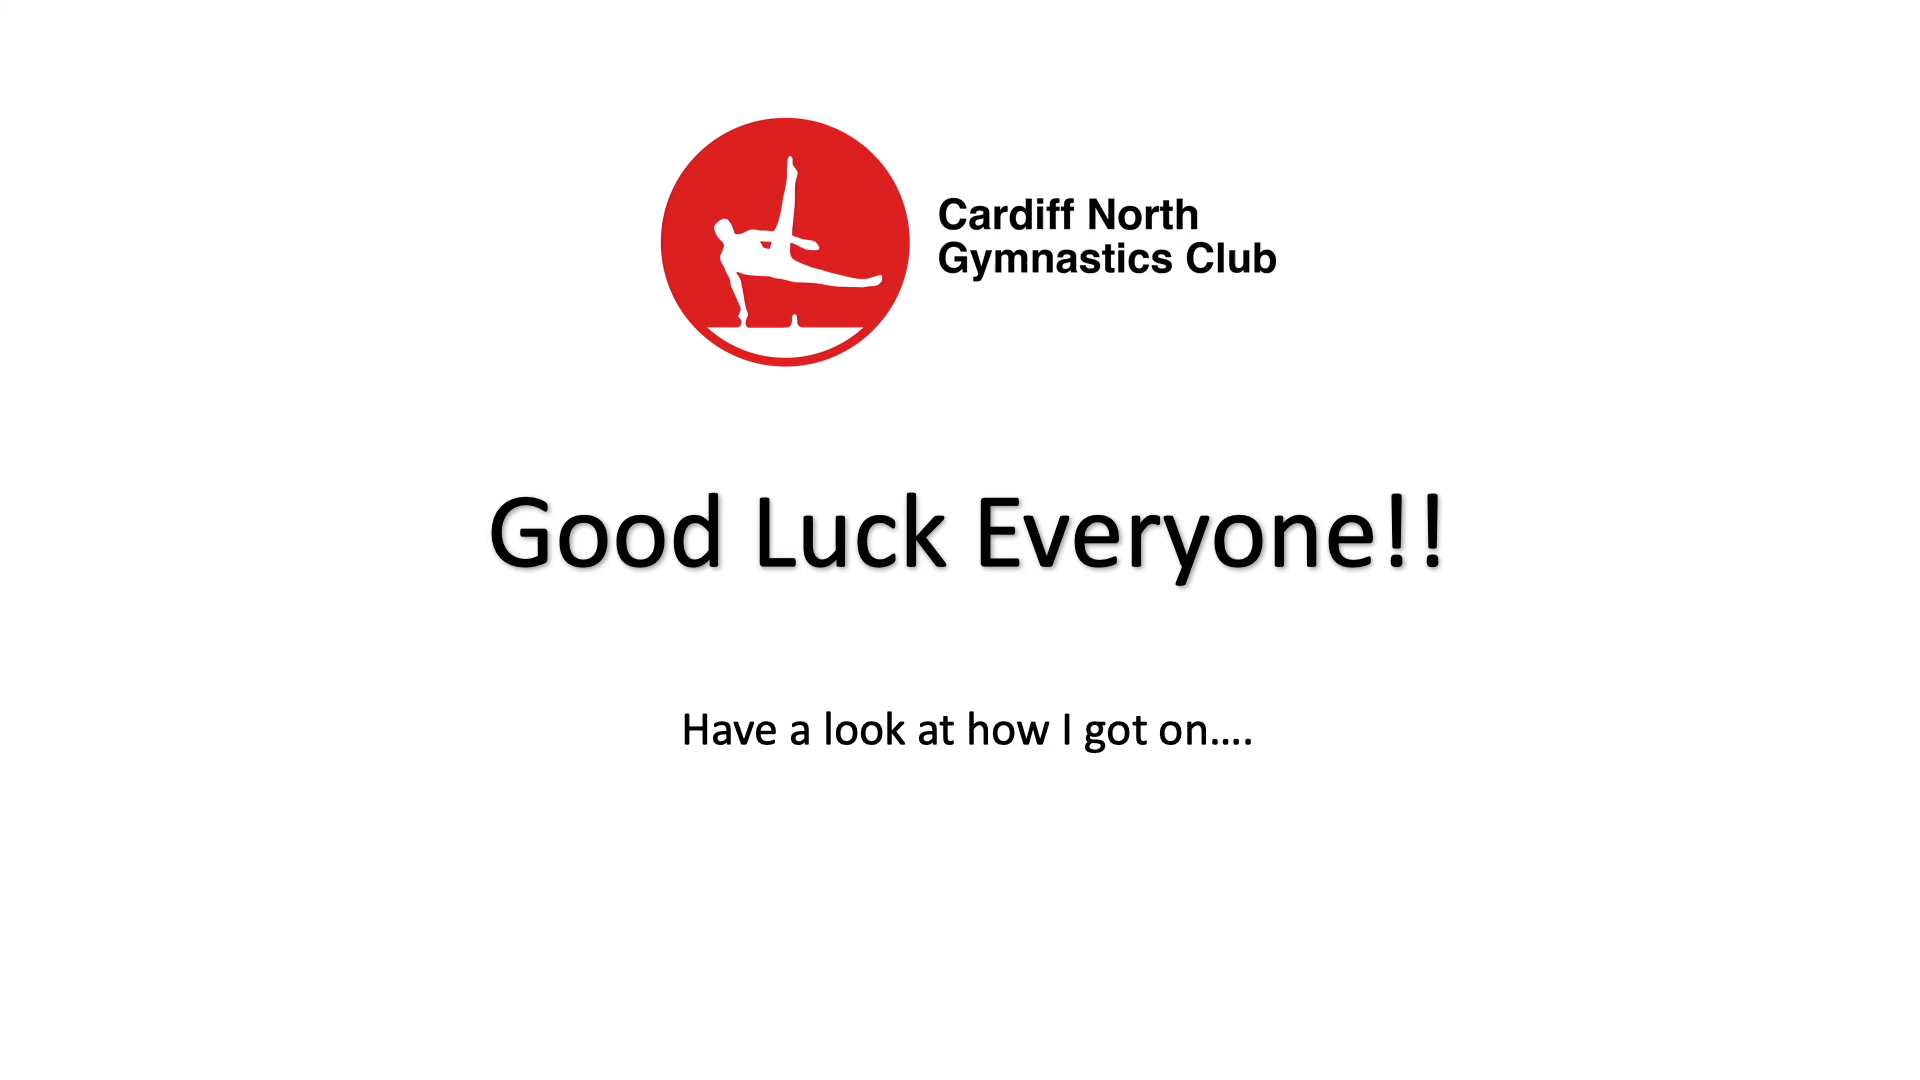 Cardiff North
Gymnastics Club
Good Luck Everyone!!
Have a look at how I got on....